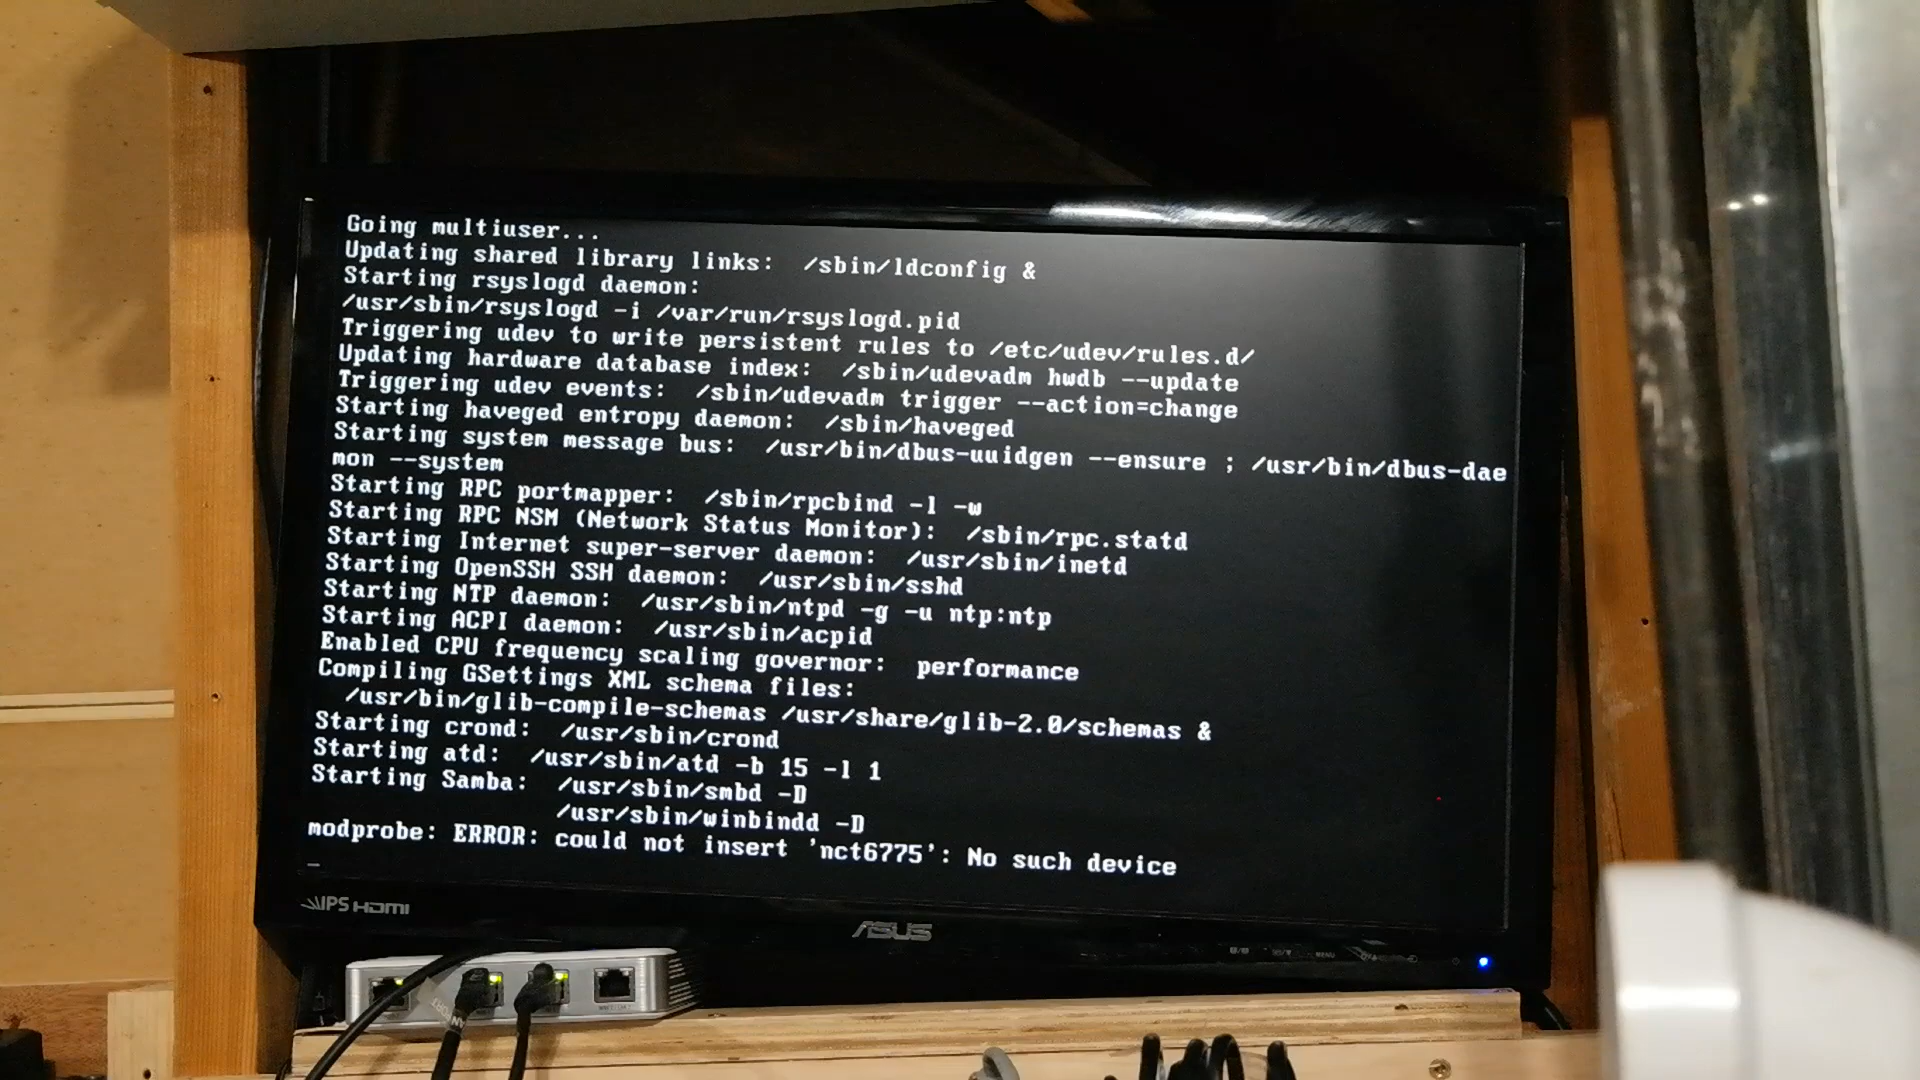 Going multiuser...
Updating shared library links:  /sbin/ldconfig &
Starting rsyslogd daemon:
/usr/sbin/rsyslogd -i /var/run/rsyslogd.pid
Triggering udev to write persistent rules to /etc/udev/rules.d/
Updating hardware database index:  /sbin/udevadm hwdb --update
Triggering udev events:  /sbin/udevadm trigger --action=change
Starting haveged entropy daemon:  /sbin/haveged
Starting system message bus:  /usr/bin/dbus-uuidgen --ensure ; /usr/bin/dbus-dae
mon --system
Starting RPC portmapper:  /sbin/rpcbind -l -w
Starting RPC NSM (Network Status Monitor):  /sbin/rpc.statd
Starting Internet super-server daemon:  /usr/sbin/inetd
Starting OpenSSH SSH daemon:  /usr/sbin/sshd
Starting NTP daemon:  /usr/sbin/ntpd -g -u ntp:ntp
Starting ACPI daemon:  /usr/sbin/acpid
Enabled CPU frequency scaling governor:  performance
Compiling GSettings XML schema files:
  /usr/bin/glib-compile-schemas /usr/share/glib-2.0/schemas &
Starting crond:  /usr/sbin/crond
Starting atd:  /usr/sbin/atd -b 15 -l 1
Starting Samba:  /usr/sbin/smbd -D
                 /usr/sbin/winbindd -D
modprobe: ERROR: could not insert 'nct6775': No such device
_
IPS HDMI
ASUS
MENU